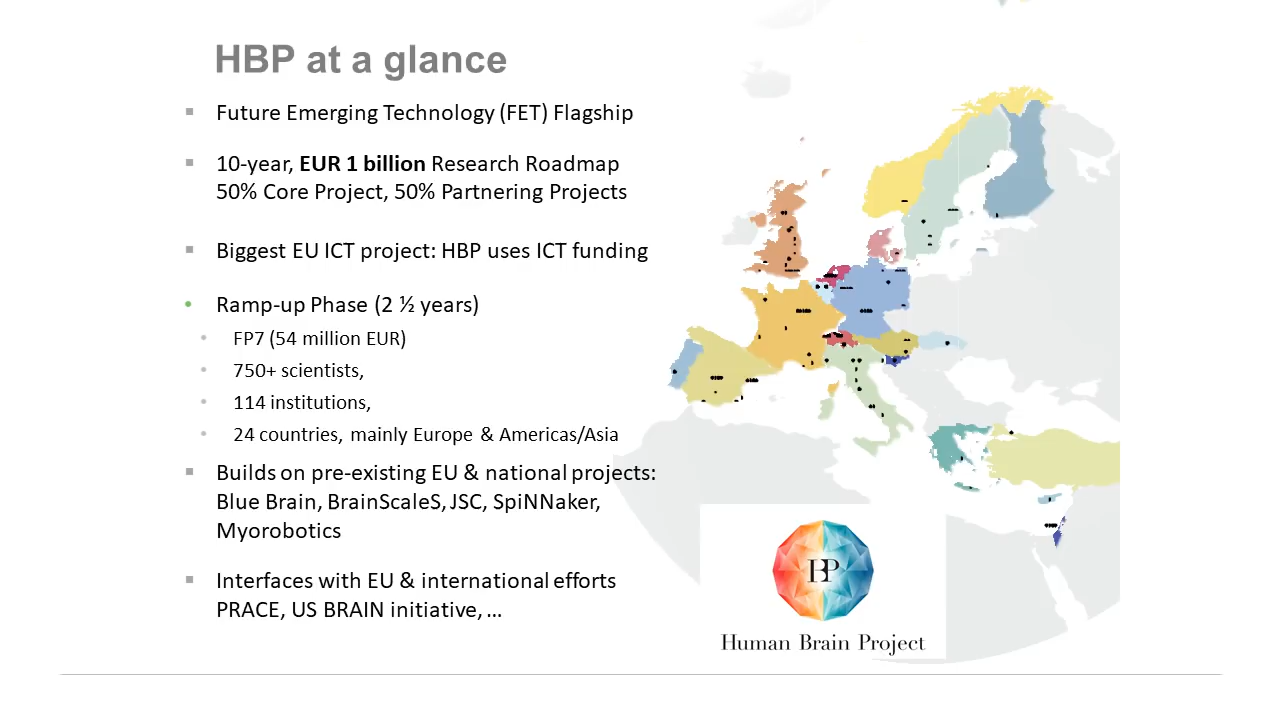 HBP at a glance
Future Emerging Technology (FET) Flagship
10-year, EUR 1 billion Research Roadmap
50% Core Project, 50% Partnering Projects
Biggest EU ICT project: HBP uses ICT funding
Ramp-up Phase (2 ½ years)
FP7 (54 million EUR)
750+ scientists,
114 institutions,
24 countries, mainly Europe & Americas/Asia
Builds on pre-existing EU & national projects:
Blue Brain, BrainScaleS, JSC, SpiNNaker,
Myorobotics
Interfaces with EU & international efforts
PRACE, US BRAIN initiative, ...
HBP
Human Brain Project